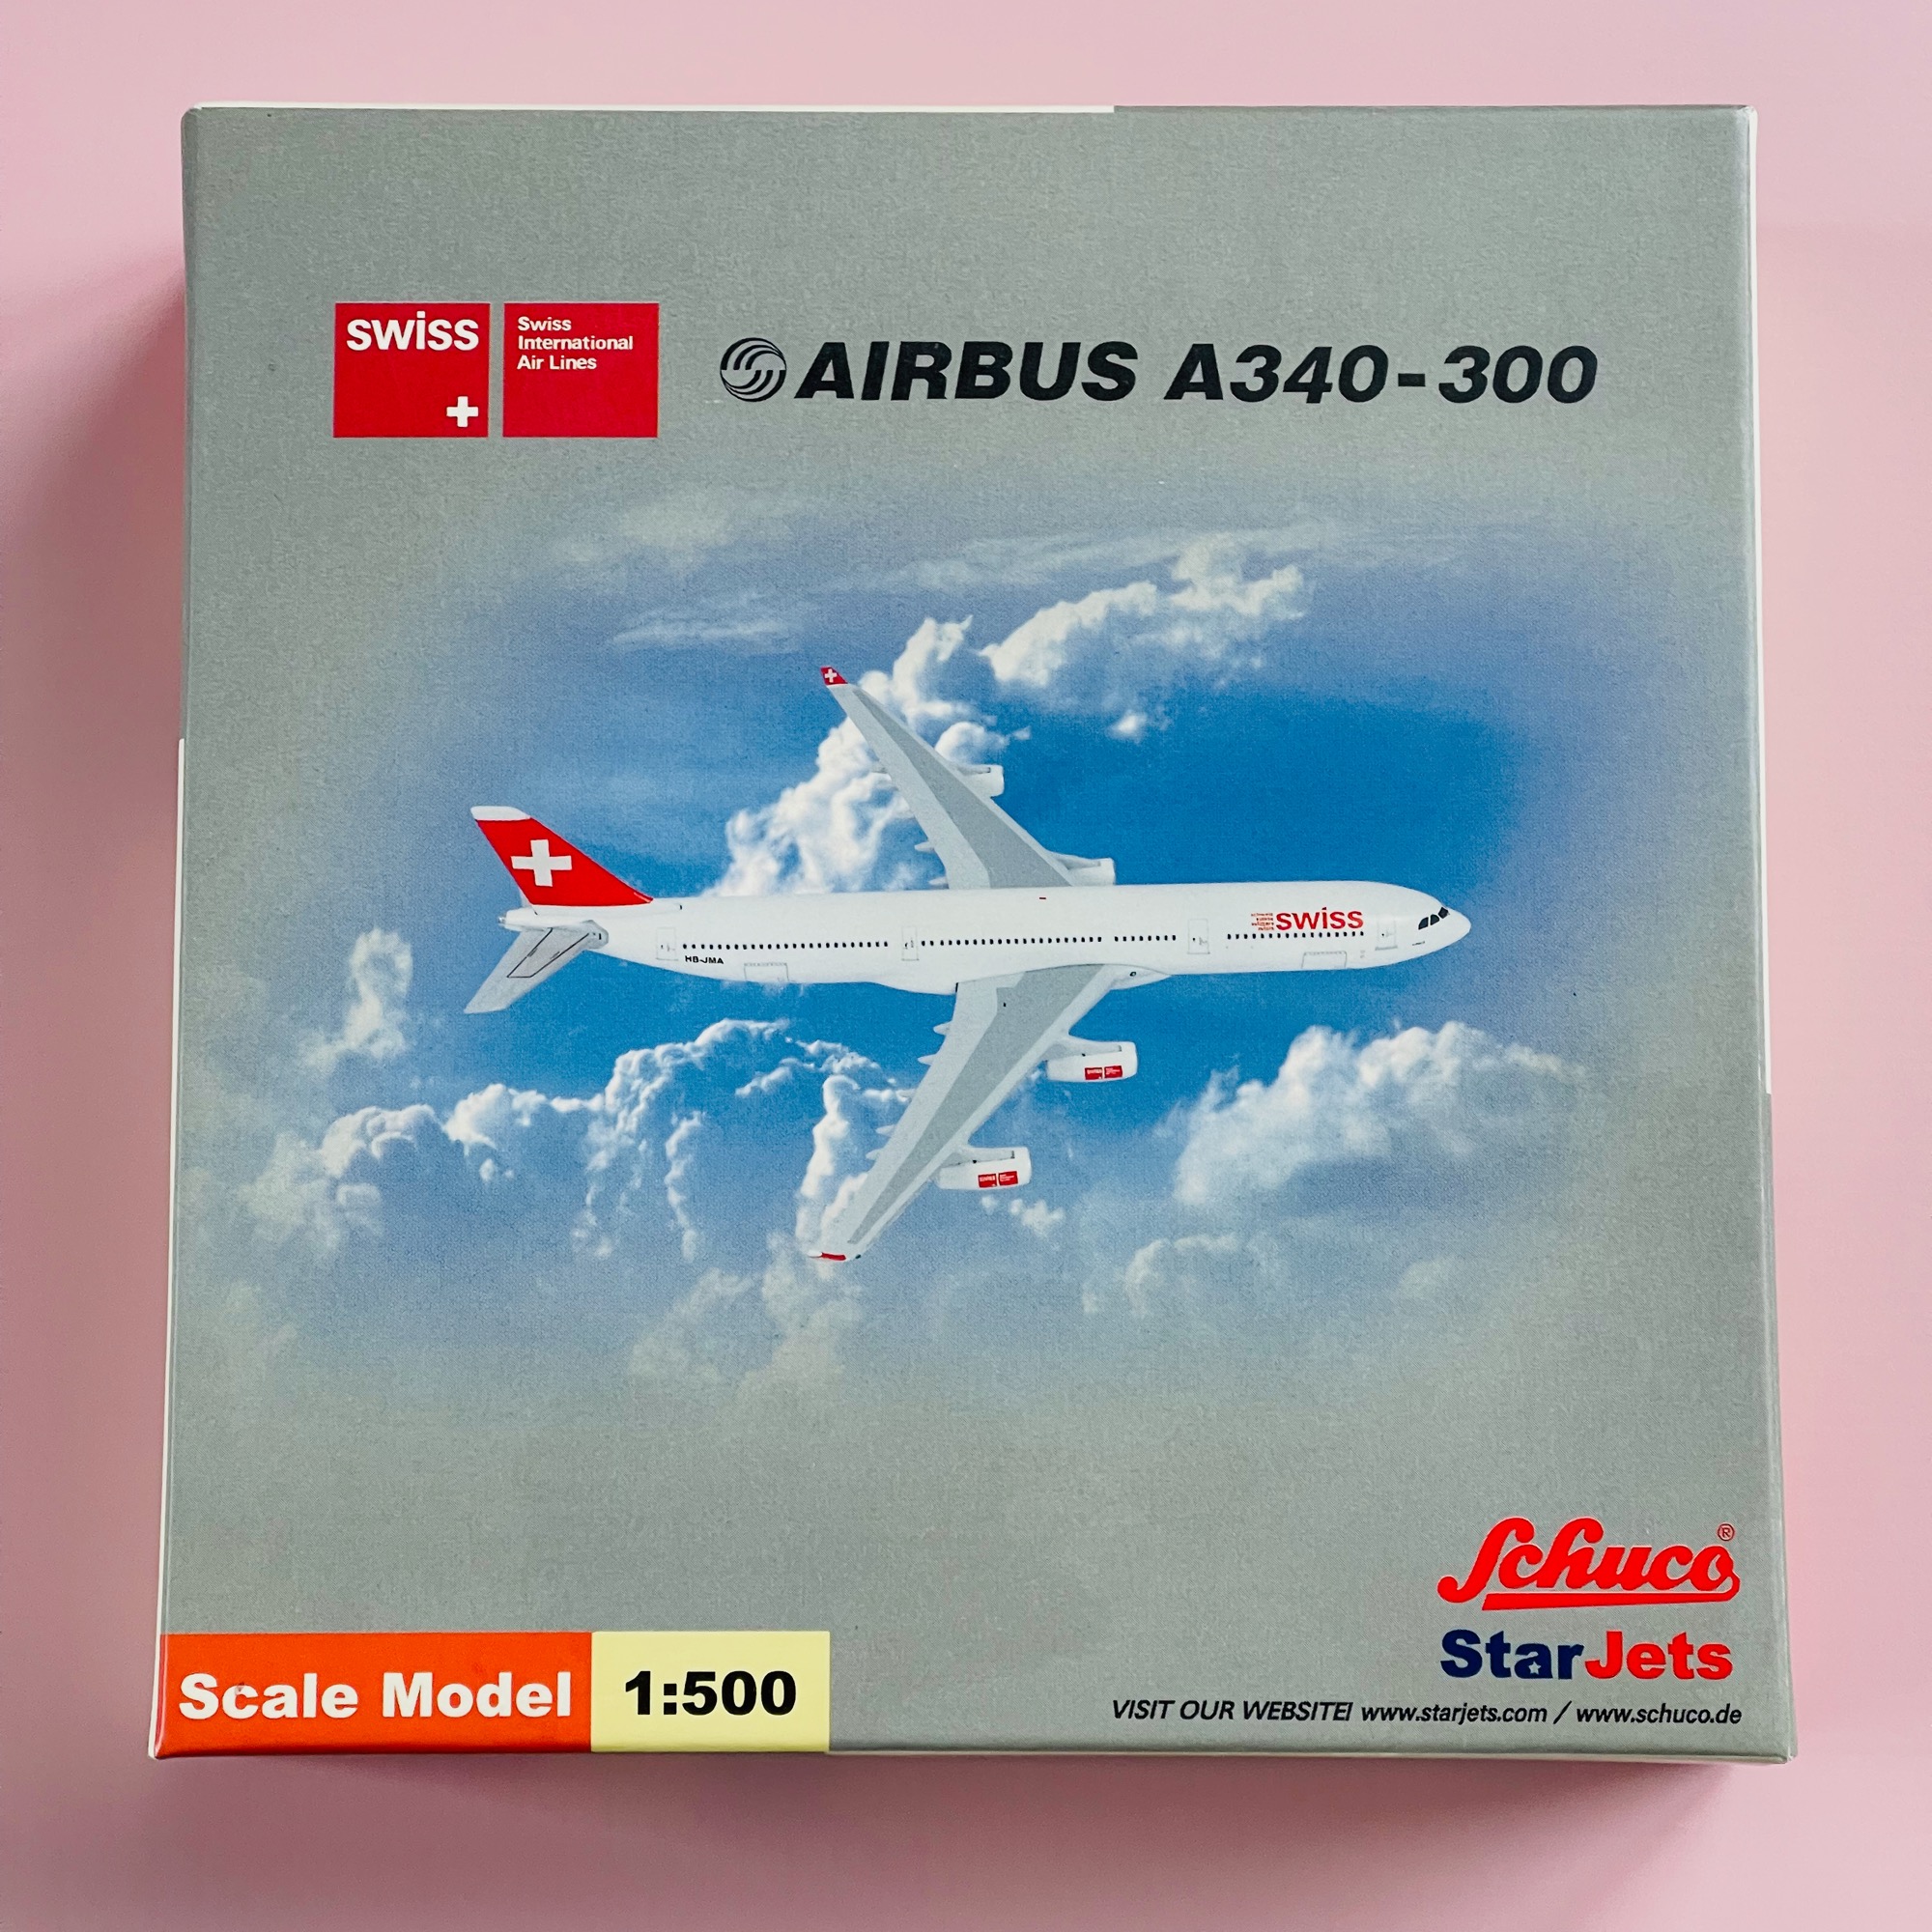 swiss
Swiss
International
Air Lines
AIRBUS A340-300
swiss
HB-JMA
Schuco®
StarJets
Scale Model 1:500
VISIT OUR WEBSITE! www.starjets.com / www.schuco.de